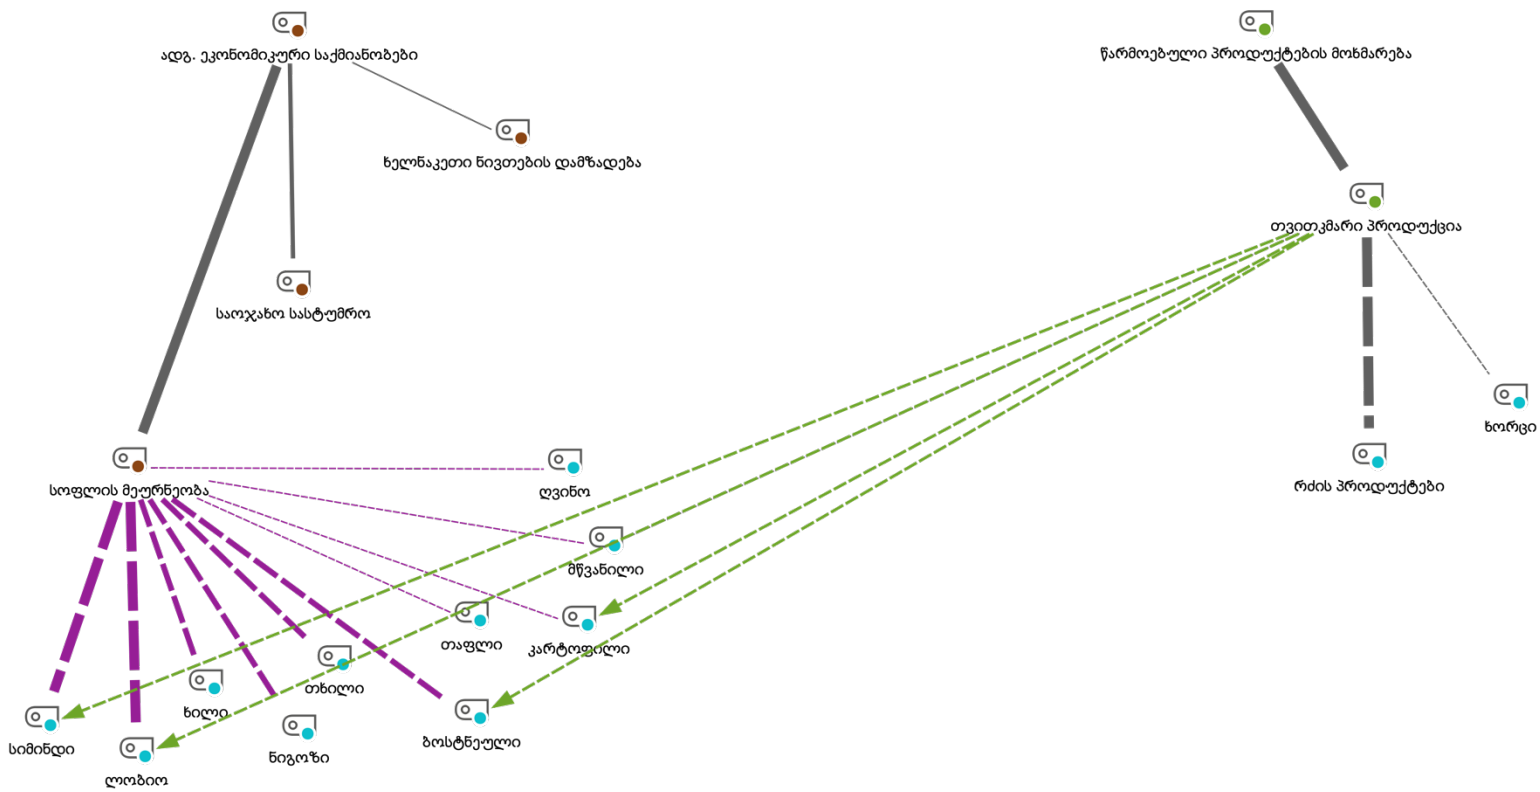 ადგ. ეკონომიკური საქმიანობები
წარმოებული პროდუქტების მოხმარება
ხელნაკეთი ნივთების დამზადება
თვითკმარი პროდუქცია
საოჯახო სასტუმრო
ხორცი
რძის პროდუქტები
სოფლის მეურნეობა
ღვინო
მწვანილი
თაფლი
კარტოფილი
თხილი
ხილი
ბოსტნეული
სიმინდი
ნიგოზი
ლობიო